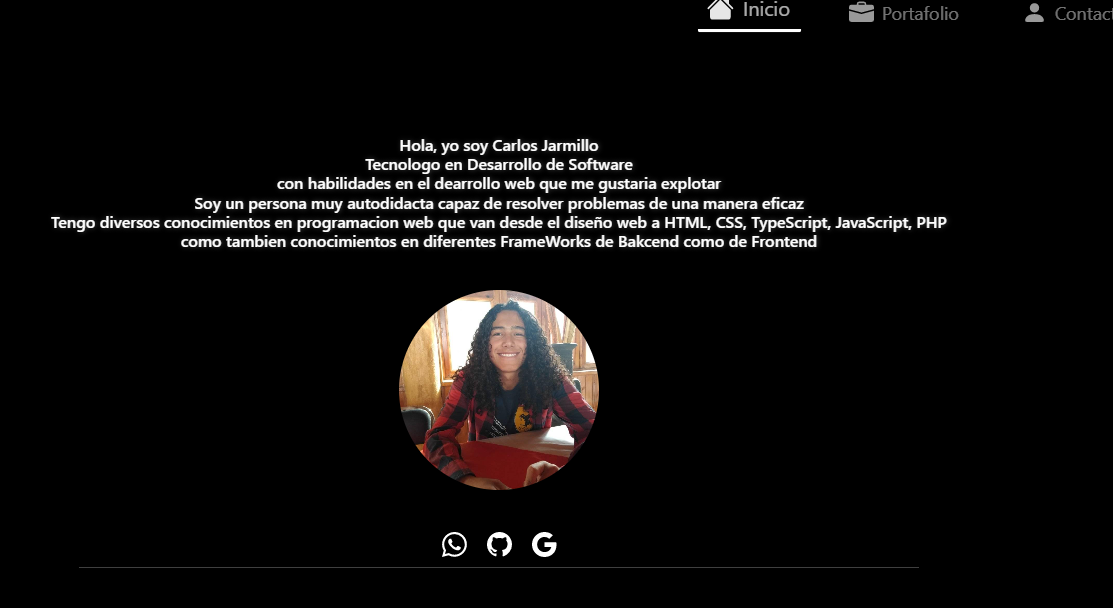 Inicio
Portafolio
Contact
Hola, yo soy Carlos Jarmillo
Tecnologo en Desarrollo de Software
con habilidades en el dearrollo web que me gustaria explotar
Soy un persona muy autodidacta capaz de resolver problemas de una manera eficaz
Tengo diversos conocimientos en programacion web que van desde el diseño web a HTML, CSS, TypeScript, JavaScript, PHP
como tambien conocimientos en diferentes FrameWorks de Bakcend como de Frontend